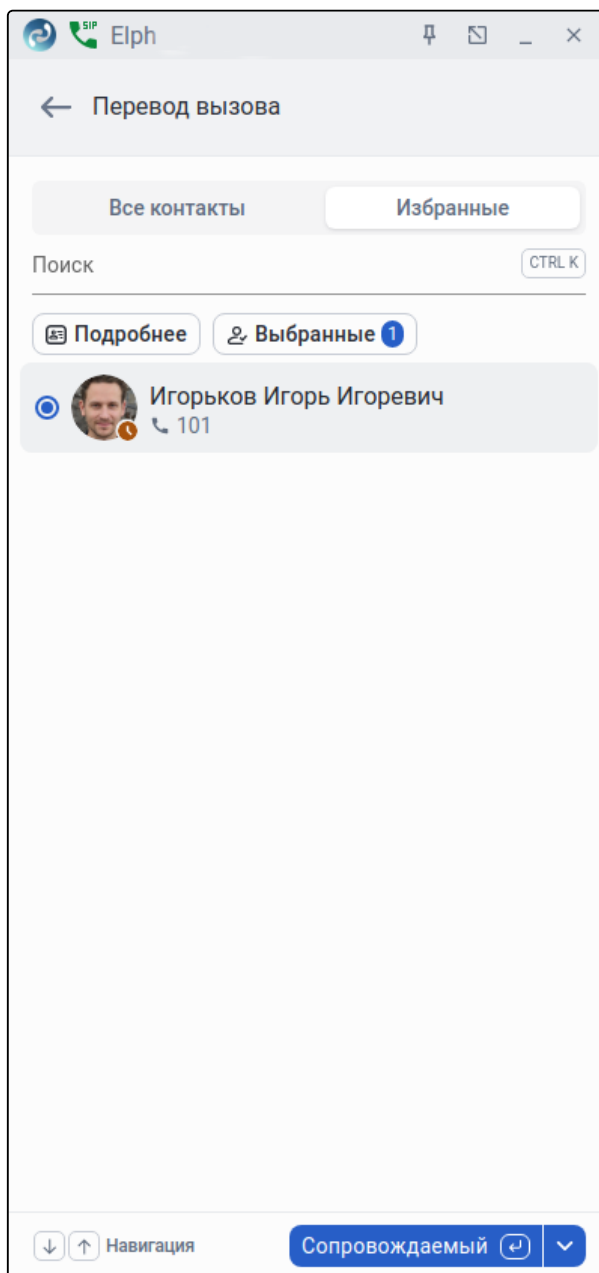 SIP Elph
Перевод вызова
Все контакты Избранные
Поиск CTRL K
Подробнее Выбранные 1
Игорьков Игорь Игоревич
101
Навигация Сопровождаемый